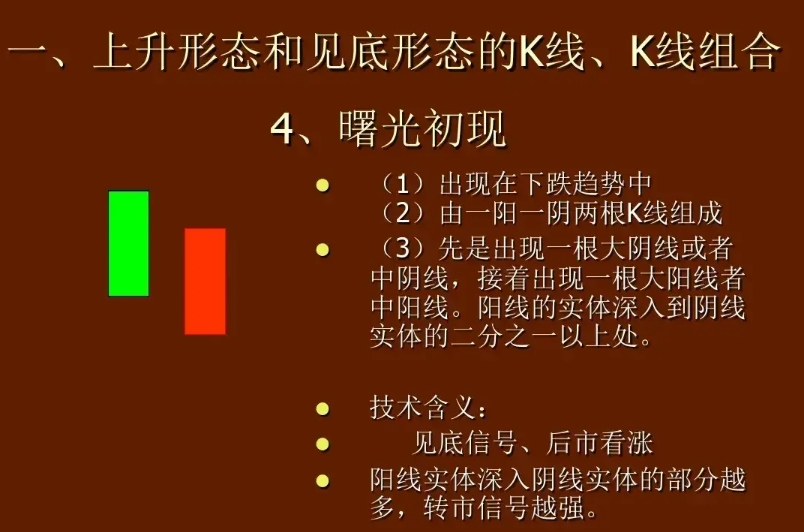 一、上升形态和见底形态的K线、K线组合
4、曙光初现
（1）出现在下跌趋势中
（2）由一阳一阴两根K线组成
（3）先是出现一根大阴线或者
中阴线，接着出现一根大阳线者
中阳线。阳线的实体深入到阴线
实体的二分之一以上处。
技术含义：
见底信号、后市看涨
阳线实体深入阴线实体的部分越
多，转市信号越强。